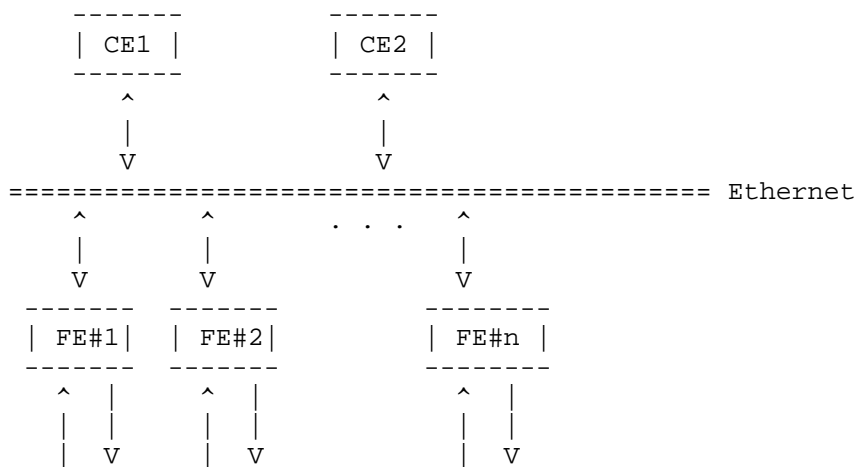 -------        -------
| CE1 |        | CE2 |
-------        -------
^              ^
|              |
V              V
============================================ Ethernet
^       ^       . . .   ^
|       |               |
V       V               V
-------  -------         --------
| FE#1|  | FE#2|         | FE#n |
-------  -------         --------
^  |     ^  |            ^  |
|  |     |  |            |  |
|  V     |  V            |  V